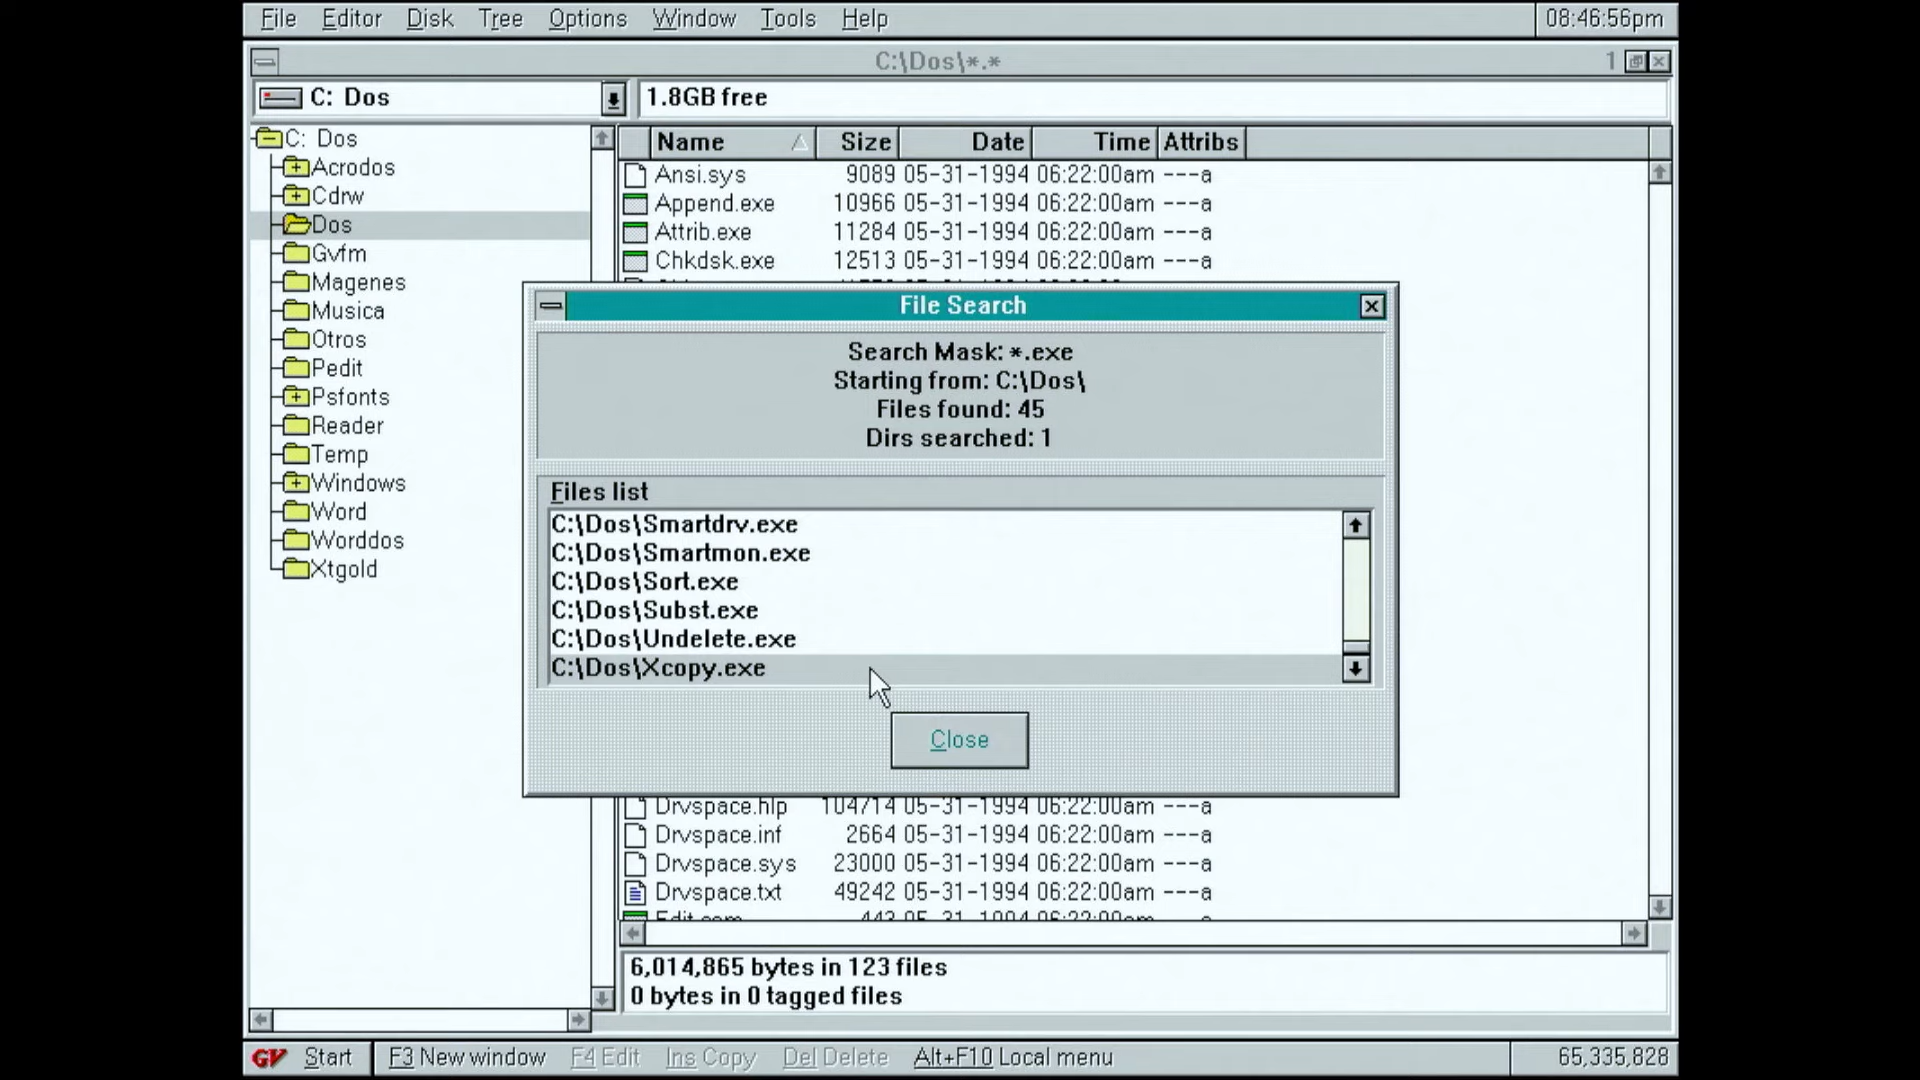 File Editor Disk Tree Options Window Tools Help 08:46:56pm
C:\Dos\*.* 1
C: Dos 1.8GB free
C: Dos
Acrodos
Cdrw
Dos
Gvfm
Magenes
Musica
Otros
Pedit
Psfonts
Reader
Temp
Windows
Word
Worddos
Xtgold
Name Size Date Time Attribs
Ansi.sys 9089 05-31-1994 06:22:00am ---a
Append.exe 10966 05-31-1994 06:22:00am ---a
Attrib.exe 11284 05-31-1994 06:22:00am ---a
Chkdsk.exe 12513 05-31-1994 06:22:00am ---a
File Search
Search Mask: *.exe
Starting from: C:\Dos\
Files found: 45
Dirs searched: 1
Files list
C:\Dos\Smartdrv.exe
C:\Dos\Smartmon.exe
C:\Dos\Sort.exe
C:\Dos\Subst.exe
C:\Dos\Undelete.exe
C:\Dos\Xcopy.exe
Close
Drvspace.hlp 104714 05-31-1994 06:22:00am ---a
Drvspace.inf 2664 05-31-1994 06:22:00am ---a
Drvspace.sys 23000 05-31-1994 06:22:00am ---a
Drvspace.txt 49242 05-31-1994 06:22:00am ---a
Edit.com 443 05-31-1994 06:22:00am ---a
6,014,865 bytes in 123 files
0 bytes in 0 tagged files
GV Start F3 New window F4 Edit Ins Copy Del Delete Alt+F10 Local menu 65,335,828